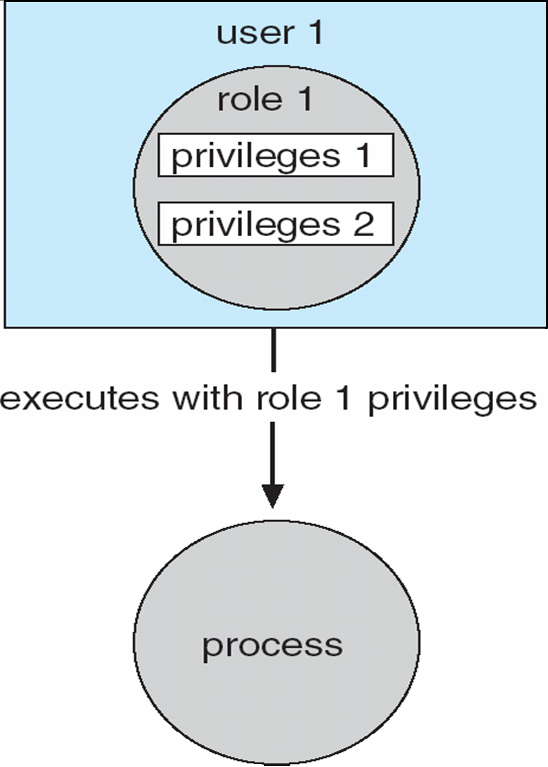 user 1
role 1
privileges 1
privileges 2
executes with role 1 privileges
process